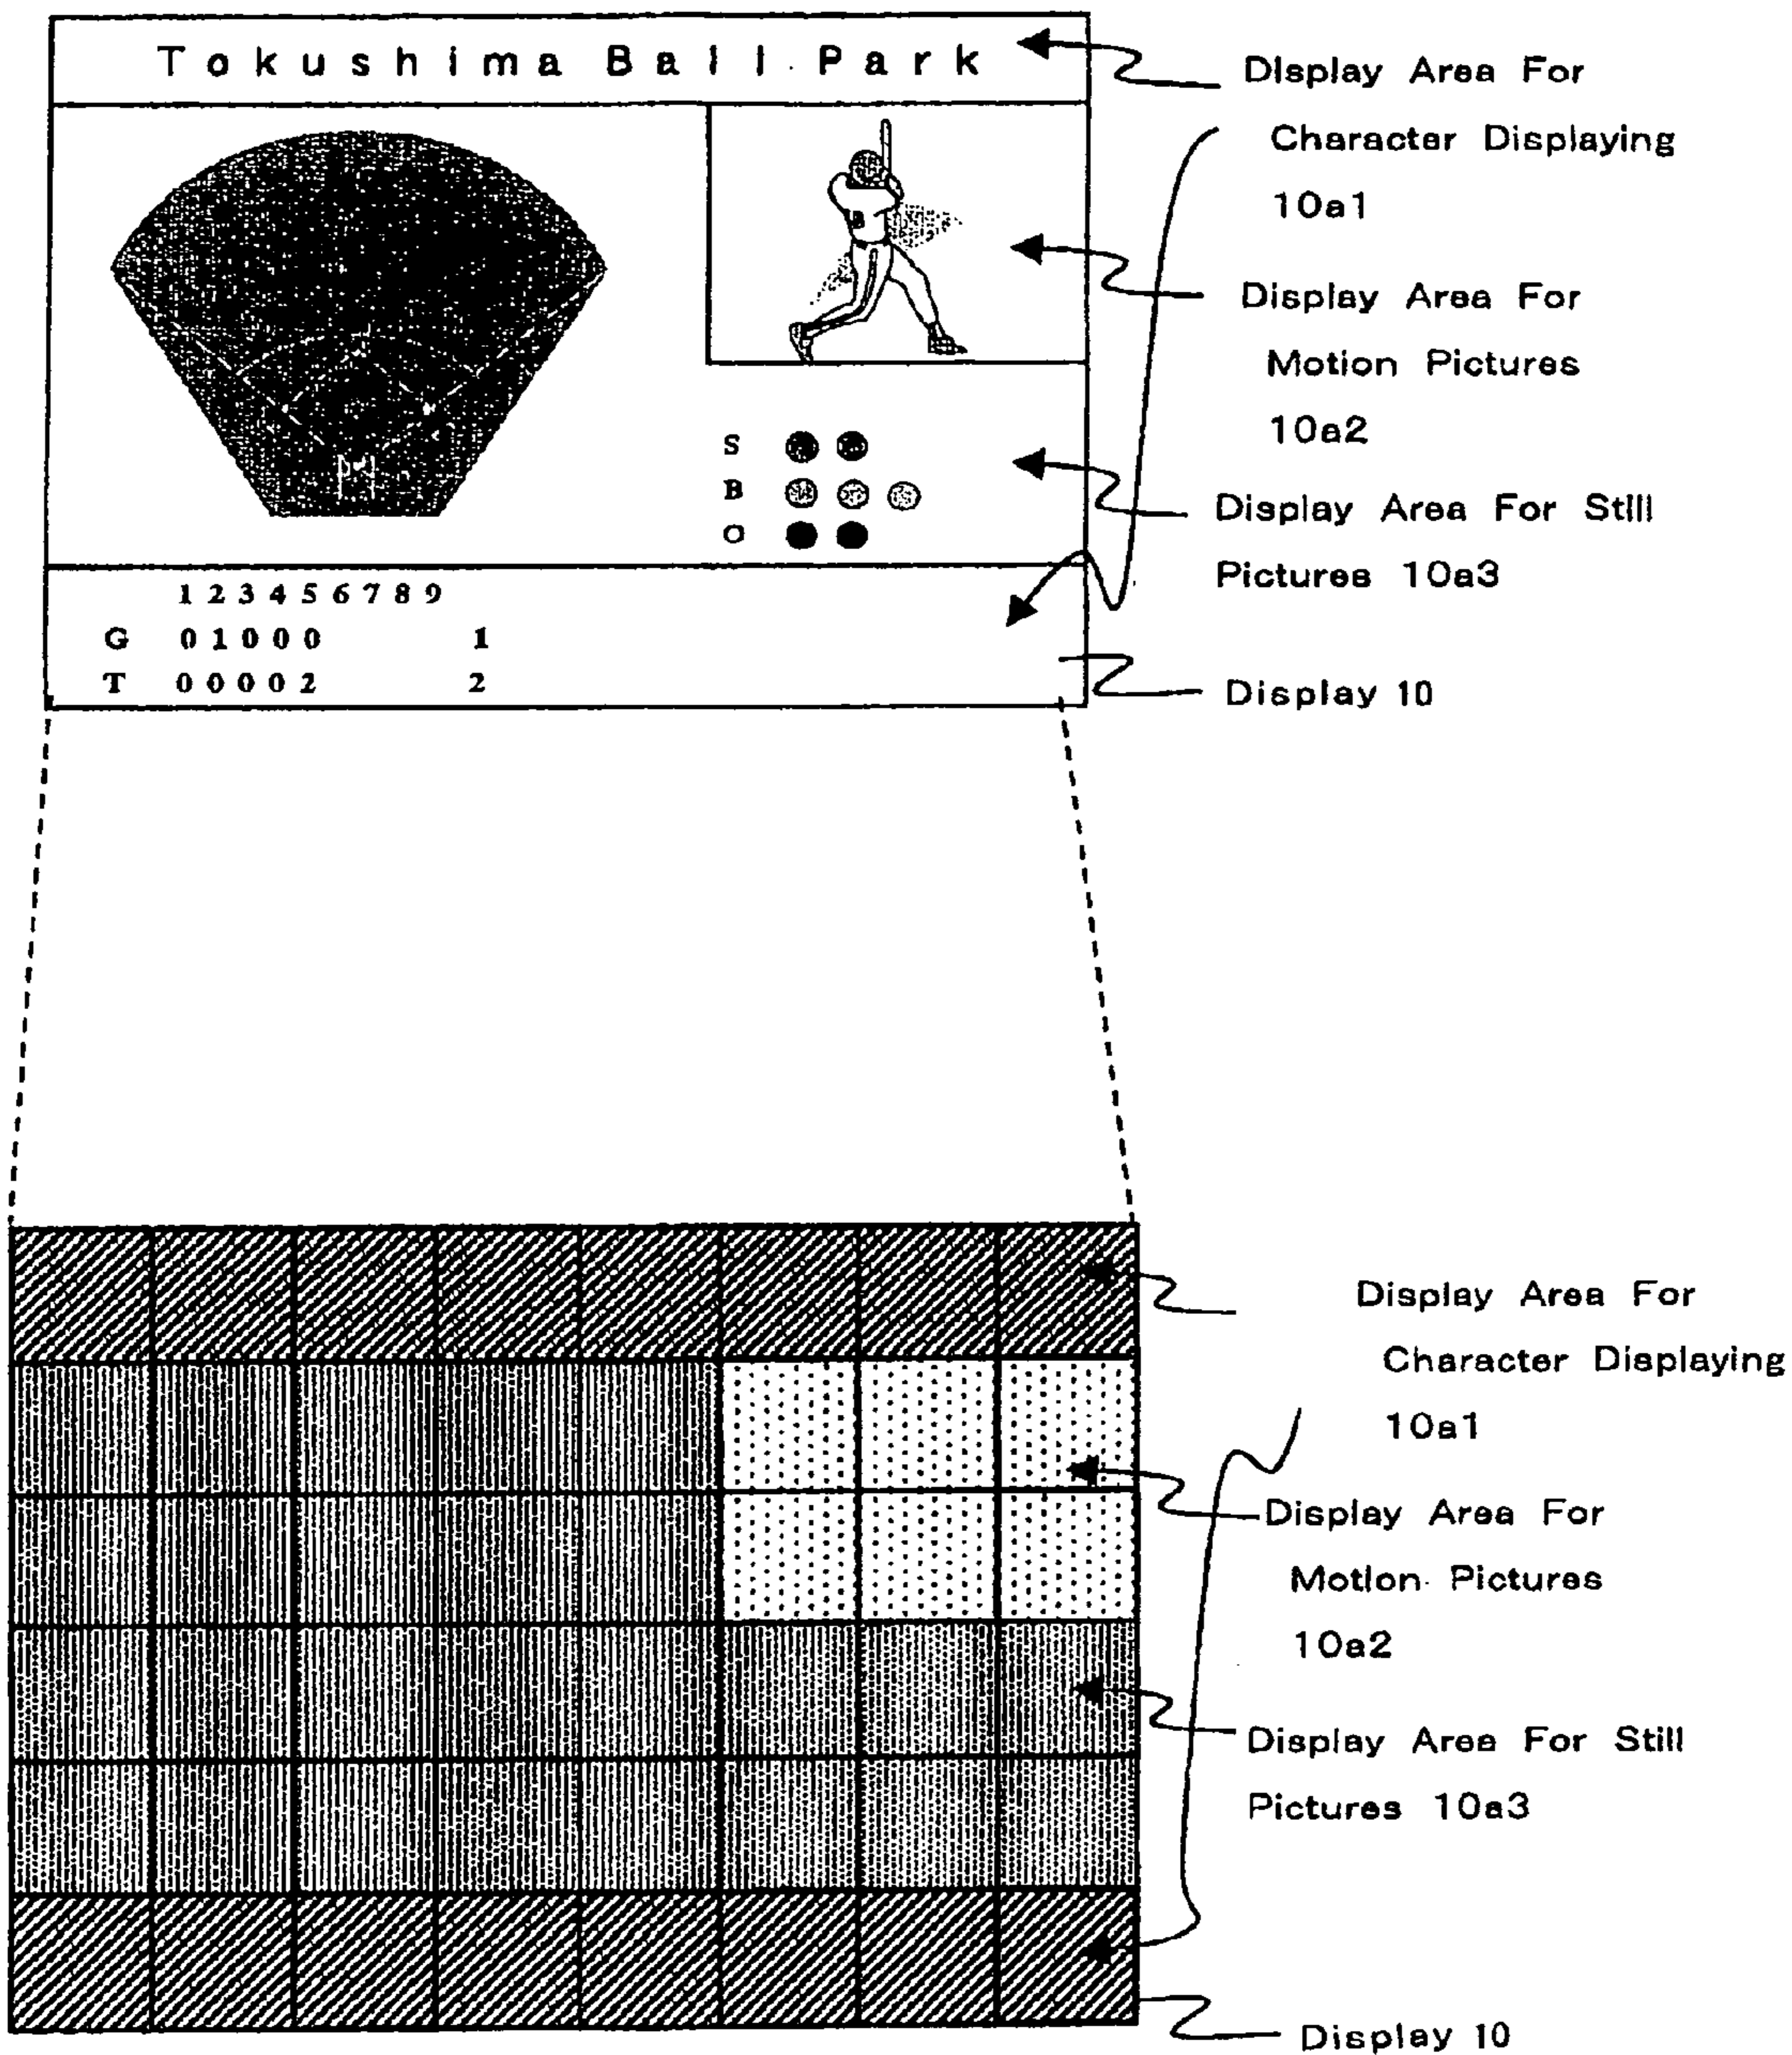 Tokushima Ball Park
Display Area For
Character Displaying
10a1
Display Area For
Motion Pictures
10a2
S
B
O
Display Area For Still
Pictures 10a3
1 2 3 4 5 6 7 8 9
G 0 1 0 0 0 1
T 0 0 0 0 2 2
Display 10
Display Area For
Character Displaying
10a1
Display Area For
Motion Pictures
10a2
Display Area For Still
Pictures 10a3
Display 10